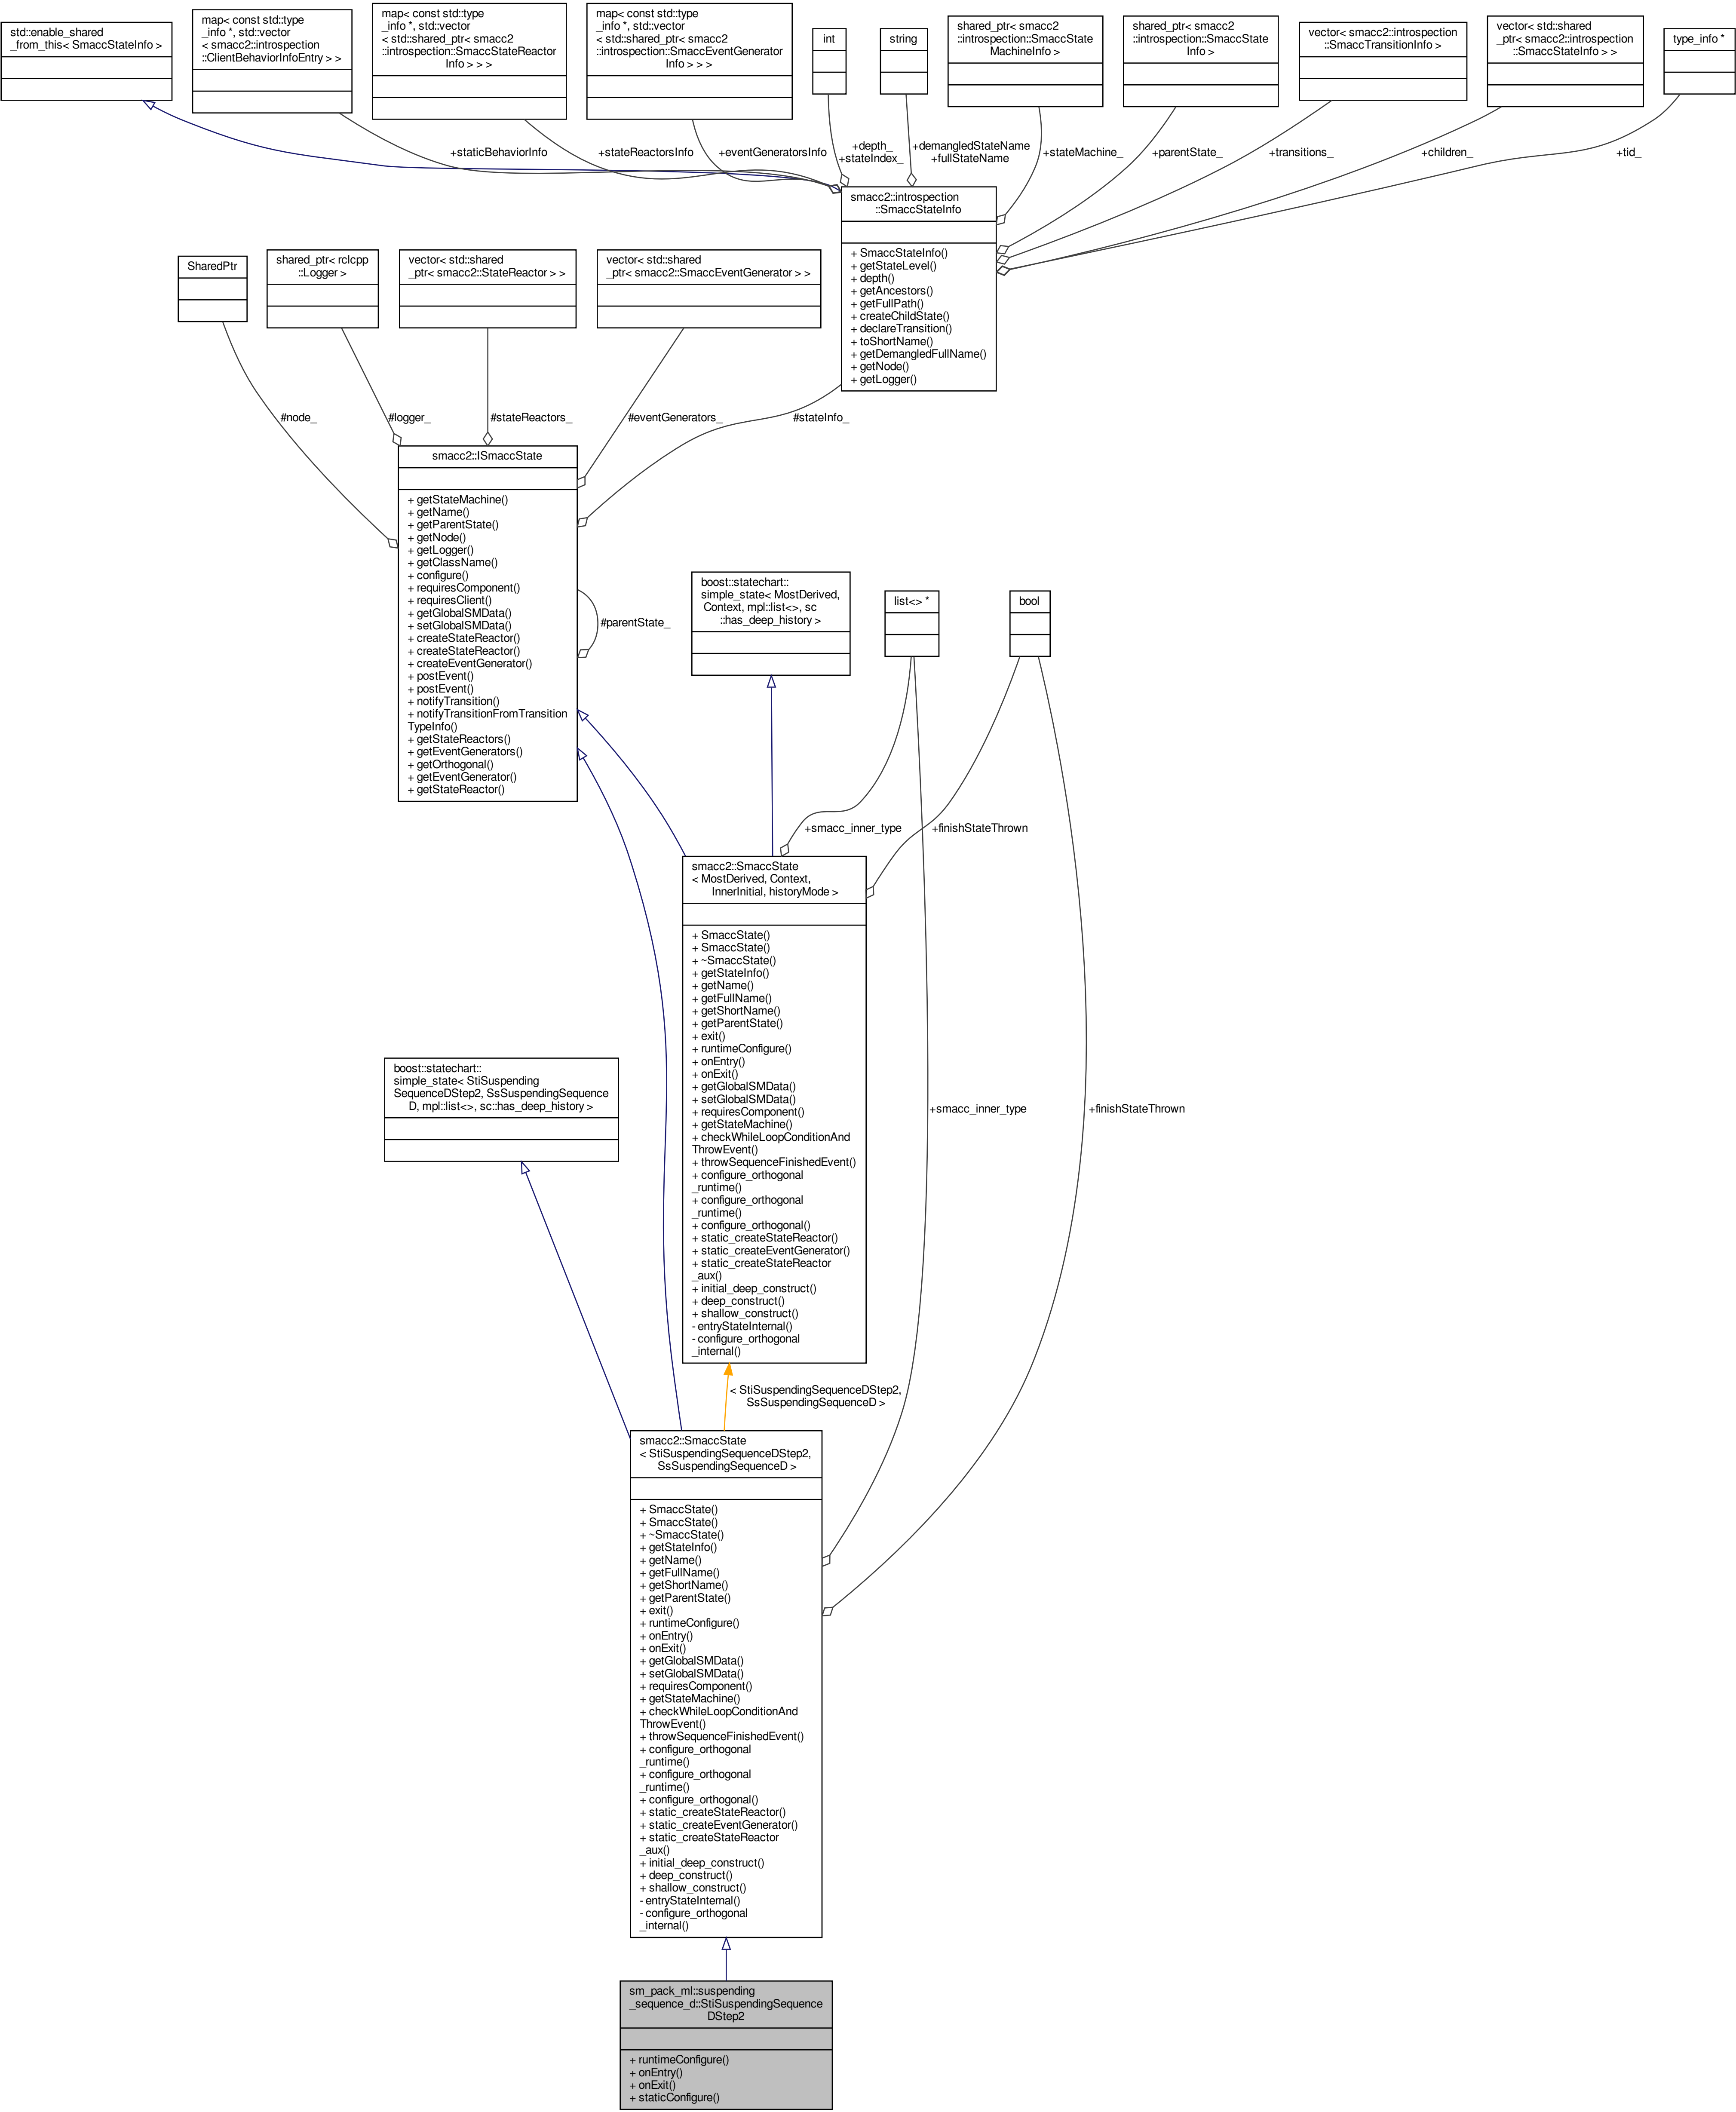 std::enable_shared
_from_this< SmaccStateInfo >
map< const std::type
_info *, std::vector
< smacc2::introspection
::ClientBehaviorInfoEntry > >
map< const std::type
_info *, std::vector
< std::shared_ptr< smacc2
::introspection::SmaccStateReactor
Info > > >
map< const std::type
_info *, std::vector
< std::shared_ptr< smacc2
::introspection::SmaccEventGenerator
Info > > >
int
string
shared_ptr< smacc2
::introspection::SmaccState
MachineInfo >
shared_ptr< smacc2
::introspection::SmaccState
Info >
vector< smacc2::introspection
::SmaccTransitionInfo >
vector< std::shared
_ptr< smacc2::introspection
::SmaccStateInfo > >
type_info *
+staticBehaviorInfo
+stateReactorsInfo
+eventGeneratorsInfo
+depth_
+stateIndex_
+demangledStateName
+fullStateName
+stateMachine_
+parentState_
+transitions_
+children_
+tid_
smacc2::introspection
::SmaccStateInfo
+ SmaccStateInfo()
+ getStateLevel()
+ depth()
+ getAncestors()
+ getFullPath()
+ createChildState()
+ declareTransition()
+ toShortName()
+ getDemangledFullName()
+ getNode()
+ getLogger()
SharedPtr
shared_ptr< rclcpp
::Logger >
vector< std::shared
_ptr< smacc2::StateReactor > >
vector< std::shared
_ptr< smacc2::SmaccEventGenerator > >
#node_
#logger_
#stateReactors_
#eventGenerators_
#stateInfo_
smacc2::ISmaccState
+ getStateMachine()
+ getName()
+ getParentState()
+ getNode()
+ getLogger()
+ getClassName()
+ configure()
+ requiresComponent()
+ requiresClient()
+ getGlobalSMData()
+ setGlobalSMData()
+ createStateReactor()
+ createStateReactor()
+ createEventGenerator()
+ postEvent()
+ postEvent()
+ notifyTransition()
+ notifyTransitionFromTransition
TypeInfo()
+ getStateReactors()
+ getEventGenerators()
+ getOrthogonal()
+ getEventGenerator()
+ getStateReactor()
#parentState_
boost::statechart::
simple_state< MostDerived,
Context, mpl::list<>, sc
::has_deep_history >
list<> *
bool
+smacc_inner_type
+finishStateThrown
smacc2::SmaccState
< MostDerived, Context,
InnerInitial, historyMode >
+ SmaccState()
+ SmaccState()
+ ~SmaccState()
+ getStateInfo()
+ getName()
+ getFullName()
+ getShortName()
+ getParentState()
+ exit()
+ runtimeConfigure()
+ onEntry()
+ onExit()
+ getGlobalSMData()
+ setGlobalSMData()
+ requiresComponent()
+ getStateMachine()
+ checkWhileLoopConditionAnd
ThrowEvent()
+ throwSequenceFinishedEvent()
+ configure_orthogonal
_runtime()
+ configure_orthogonal
_runtime()
+ configure_orthogonal()
+ static_createStateReactor()
+ static_createEventGenerator()
+ static_createStateReactor
_aux()
+ initial_deep_construct()
+ deep_construct()
+ shallow_construct()
- entryStateInternal()
- configure_orthogonal
_internal()
boost::statechart::
simple_state< StiSuspending
SequenceDStep2, SsSuspendingSequence
D, mpl::list<>, sc::has_deep_history >
+smacc_inner_type
+finishStateThrown
< StiSuspendingSequenceDStep2,
SsSuspendingSequenceD >
smacc2::SmaccState
< StiSuspendingSequenceDStep2,
SsSuspendingSequenceD >
+ SmaccState()
+ SmaccState()
+ ~SmaccState()
+ getStateInfo()
+ getName()
+ getFullName()
+ getShortName()
+ getParentState()
+ exit()
+ runtimeConfigure()
+ onEntry()
+ onExit()
+ getGlobalSMData()
+ setGlobalSMData()
+ requiresComponent()
+ getStateMachine()
+ checkWhileLoopConditionAnd
ThrowEvent()
+ throwSequenceFinishedEvent()
+ configure_orthogonal
_runtime()
+ configure_orthogonal
_runtime()
+ configure_orthogonal()
+ static_createStateReactor()
+ static_createEventGenerator()
+ static_createStateReactor
_aux()
+ initial_deep_construct()
+ deep_construct()
+ shallow_construct()
- entryStateInternal()
- configure_orthogonal
_internal()
sm_pack_ml::suspending
_sequence_d::StiSuspendingSequence
DStep2
+ runtimeConfigure()
+ onEntry()
+ onExit()
+ staticConfigure()